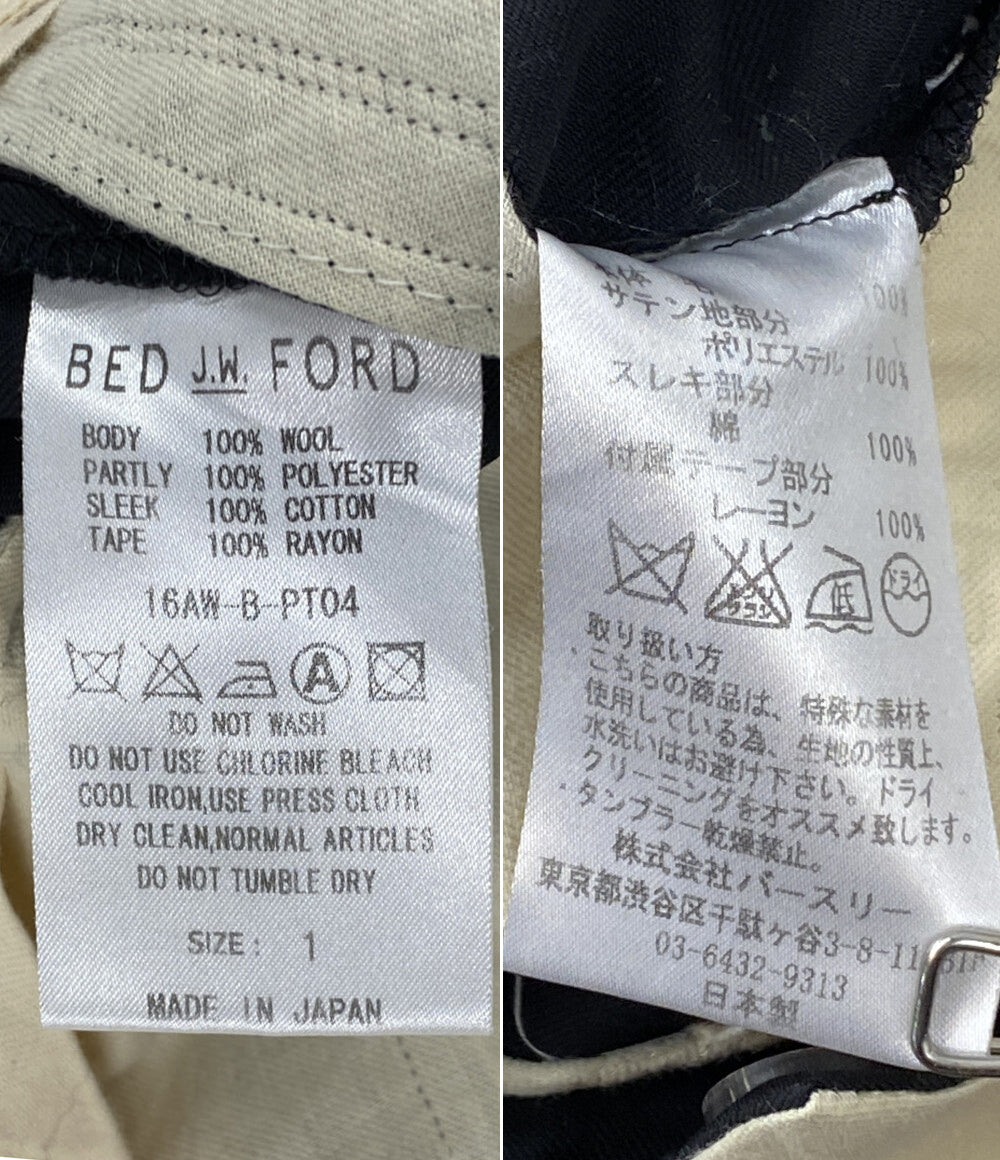 BED J.W. FORD
BODY 100% WOOL
PARTLY 100% POLYESTER
SLEEK 100% COTTON
TAPE 100% RAYON
16AW-B-PT04
A
DO NOT WASH
DO NOT USE CHLORINE BLEACH
COOL IRON,USE PRESS CLOTH
DRY CLEAN,NORMAL ARTICLES
DO NOT TUMBLE DRY
SIZE: 1
MADE IN JAPAN
体 100%
サテン地部分
ポリエステル 100%
スレキ部分
綿 100%
付属テープ部分
レーヨン 100%
エンソ サラシ 低 ドライ
取り扱い方
・こちらの商品は、特殊な素材を
使用している為、生地の性質上、
水洗いはお避け下さい。ドライ
クリーニングをオススメ致します。
・タンブラー乾燥禁止。
株式会社バースリー
東京都渋谷区千駄ヶ谷3-8-11
03-6432-9313
日本製